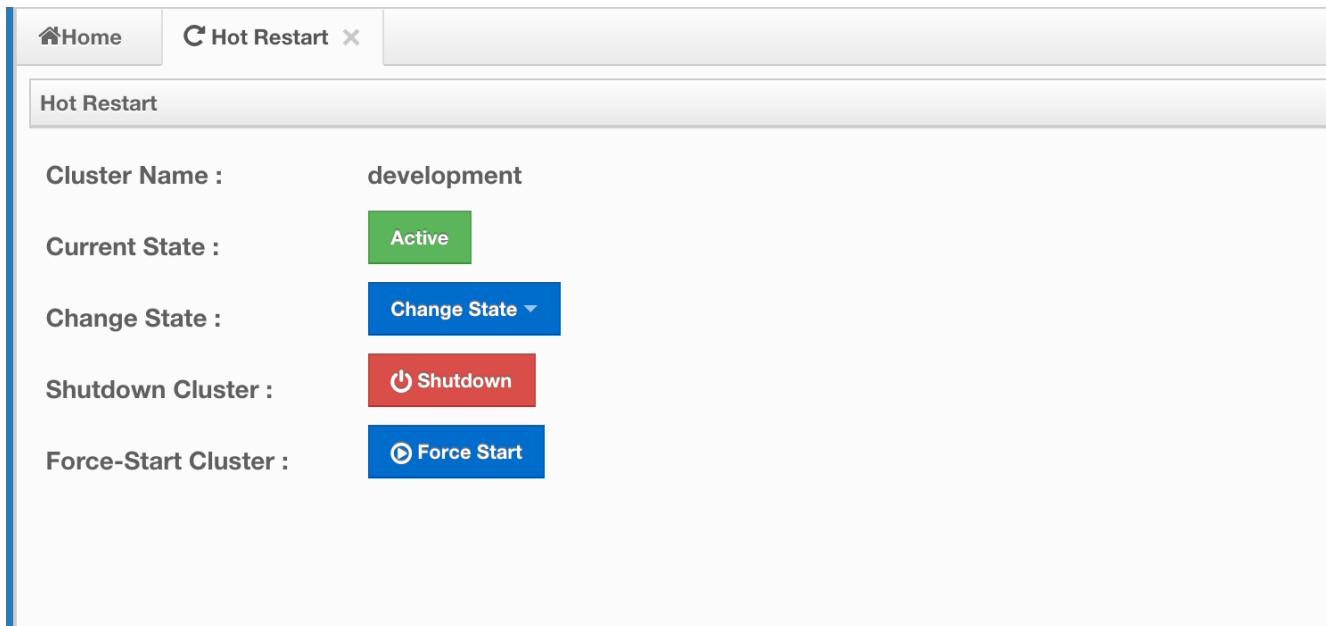 Home Hot Restart
Hot Restart
Cluster Name : development
Current State : Active
Change State : Change State
Shutdown Cluster : Shutdown
Force-Start Cluster : Force Start